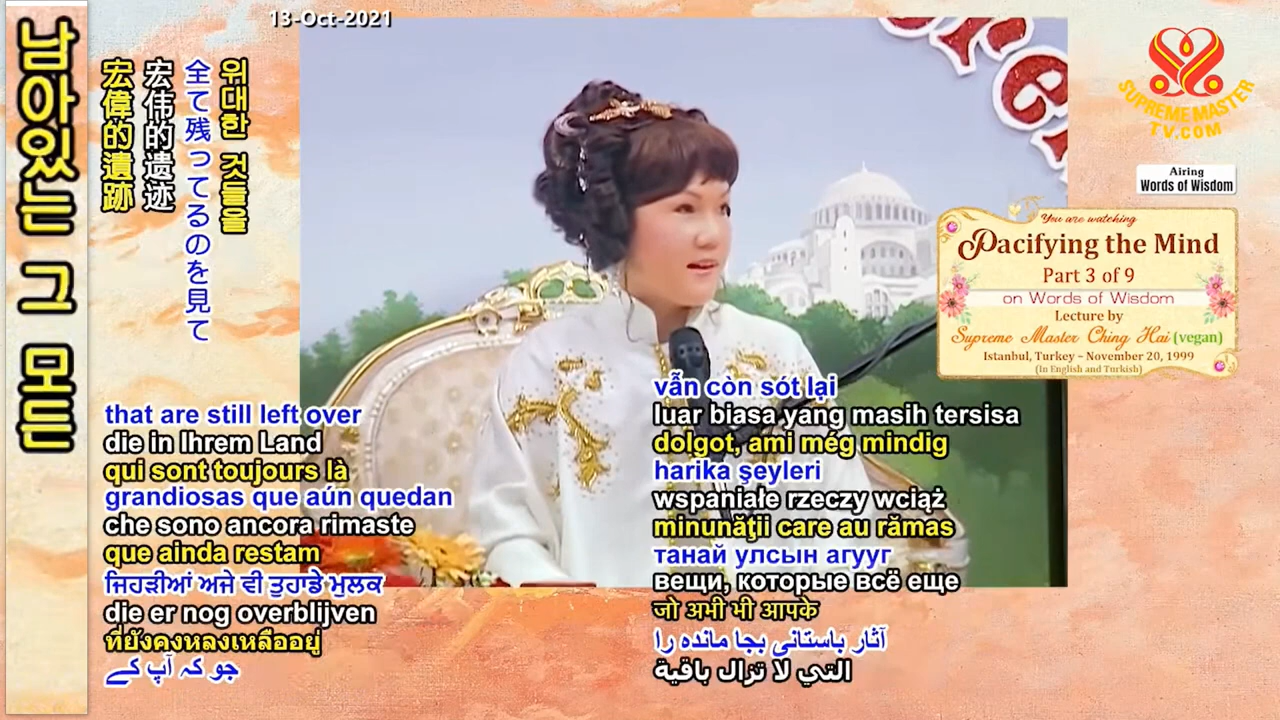 13-Oct-2021
남아있는 그 모든
위대한 것들을
全て残ってるのを見て
宏伟的遗迹
宏偉的遺跡
SUPREME MASTER
TV.COM
Airing
Words of Wisdom
You are watching
Pacifying the Mind
Part 3 of 9
on Words of Wisdom
Lecture by
Supreme Master Ching Hai (vegan)
Istanbul, Turkey – November 20, 1999
(In English and Turkish)
that are still left over
die in Ihrem Land
qui sont toujours là
grandiosas que aún quedan
che sono ancora rimaste
que ainda restam
ਜਿਹੜੀਆਂ ਅਜੇ ਵੀ ਤੁਹਾਡੇ ਮੁਲਕ
die er nog overblijven
ที่ยังคงหลงเหลืออยู่
جو کہ آپ کے
vẫn còn sót lại
luar biasa yang masih tersisa
dolgot, ami még mindig
harika şeyleri
wspaniałe rzeczy wciąż
minunăţii care au rămas
танай улсын агууг
вещи, которые всё еще
जो अभी भी आपके
آثار باستانی بجا مانده را
التي لا تزال باقية